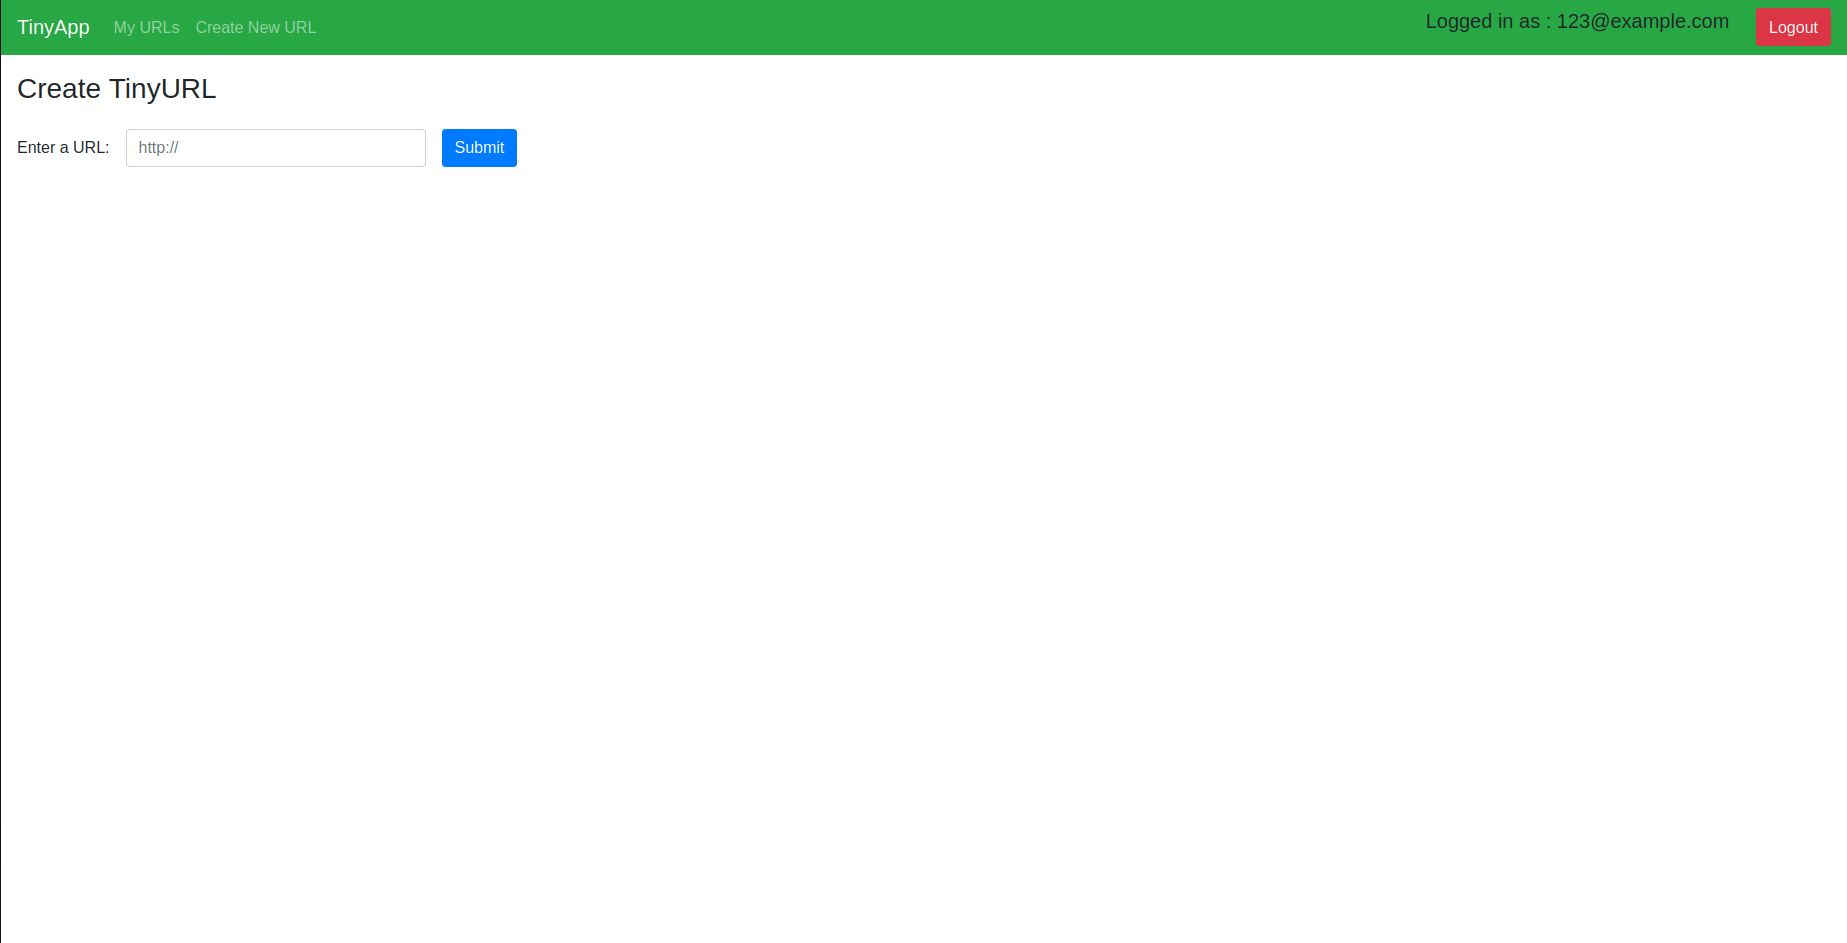 TinyApp My URLs Create New URL Logged in as : 123@example.com Logout
Create TinyURL
Enter a URL: http:// Submit